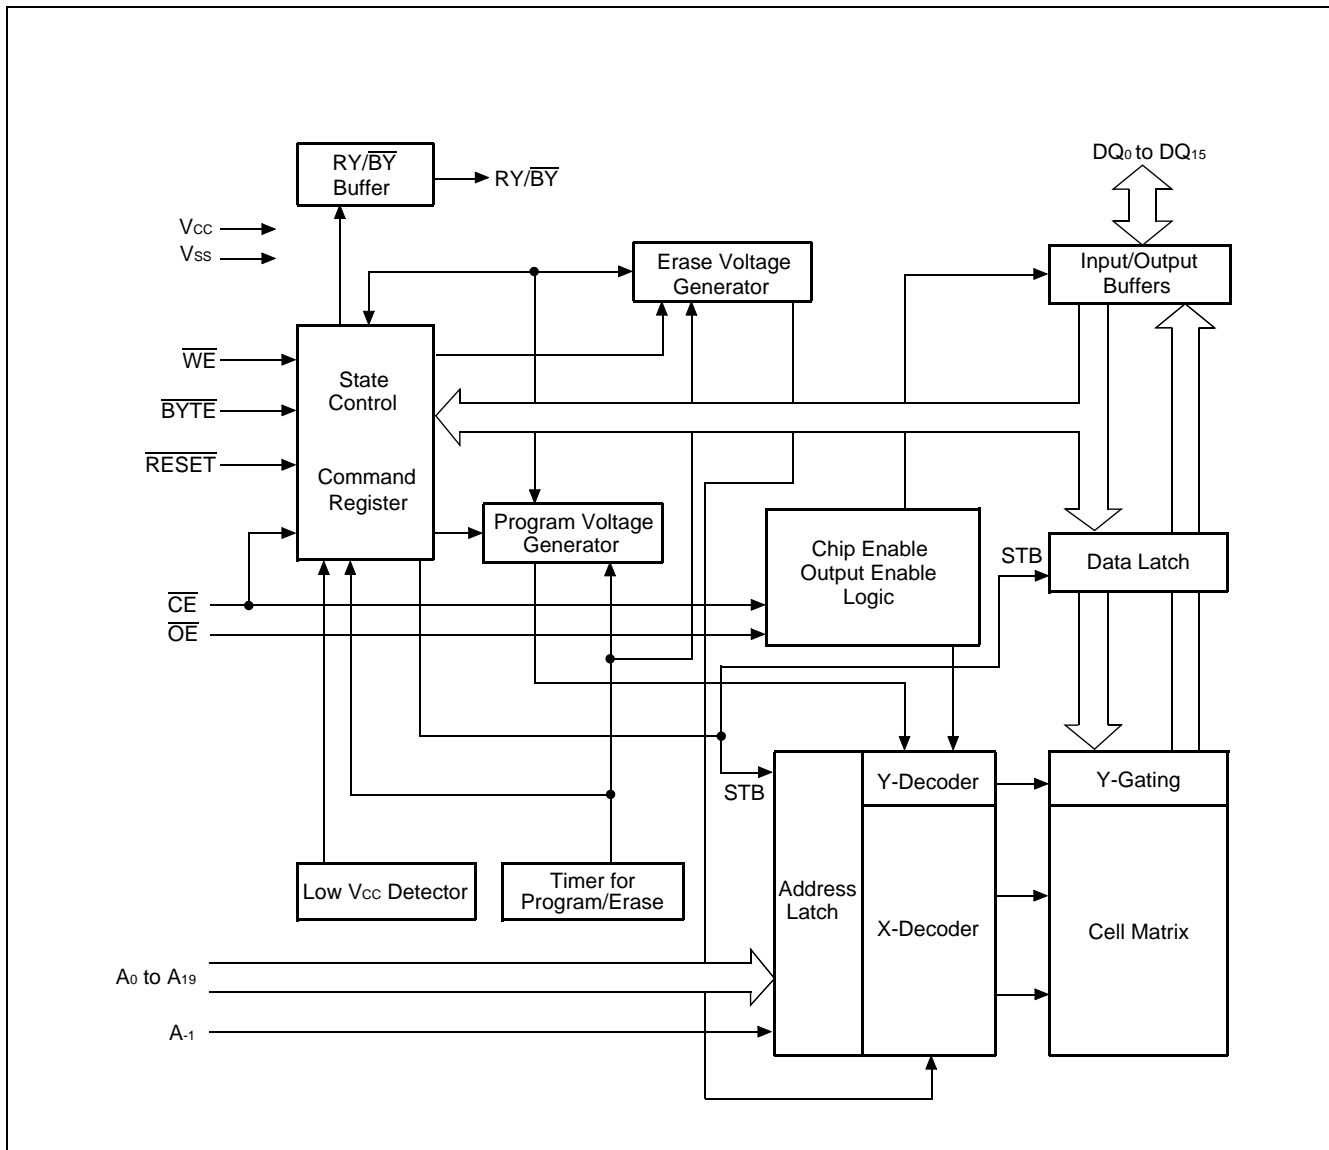 RY/BY
Buffer
RY/BY
DQ0 to DQ15
VCC
VSS
Erase Voltage
Generator
Input/Output
Buffers
WE
BYTE
RESET
State
Control
Command
Register
Program Voltage
Generator
Chip Enable
Output Enable
Logic
STB
Data Latch
CE
OE
STB
Y-Decoder
Y-Gating
Low VCC Detector
Timer for
Program/Erase
Address
Latch
X-Decoder
Cell Matrix
A0 to A19
A-1